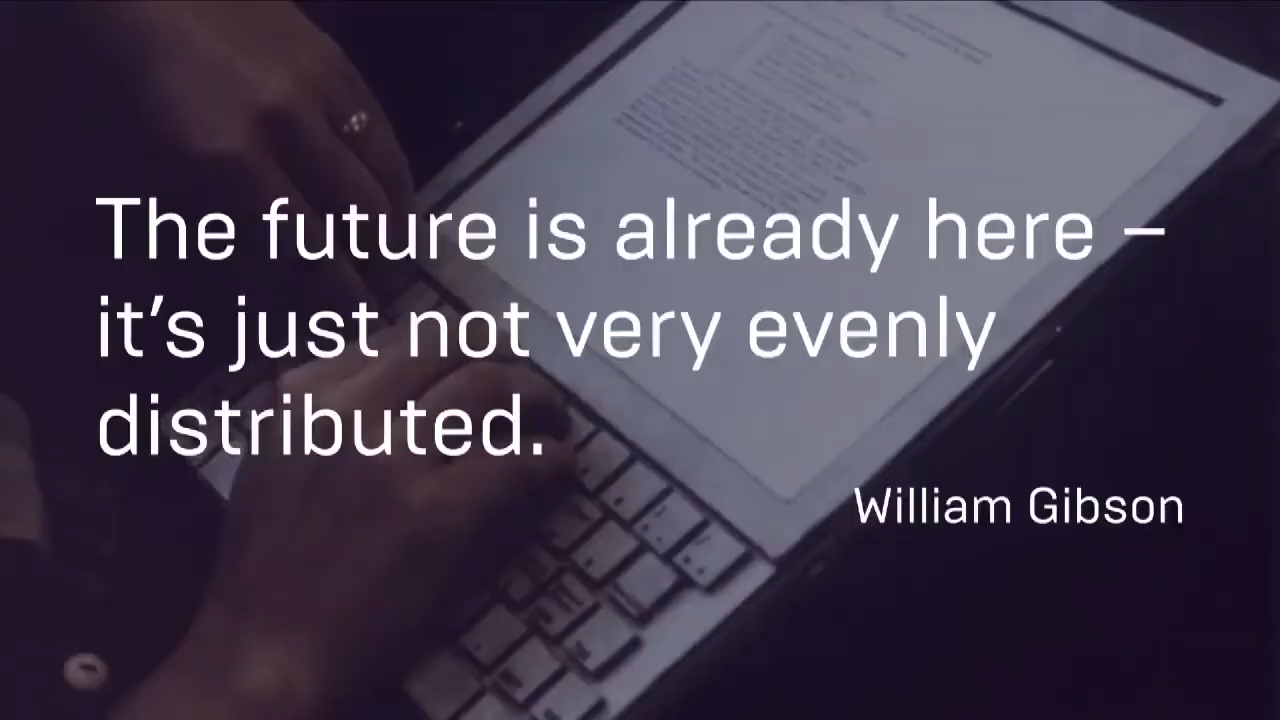 The future is already here –
it’s just not very evenly
distributed.
William Gibson